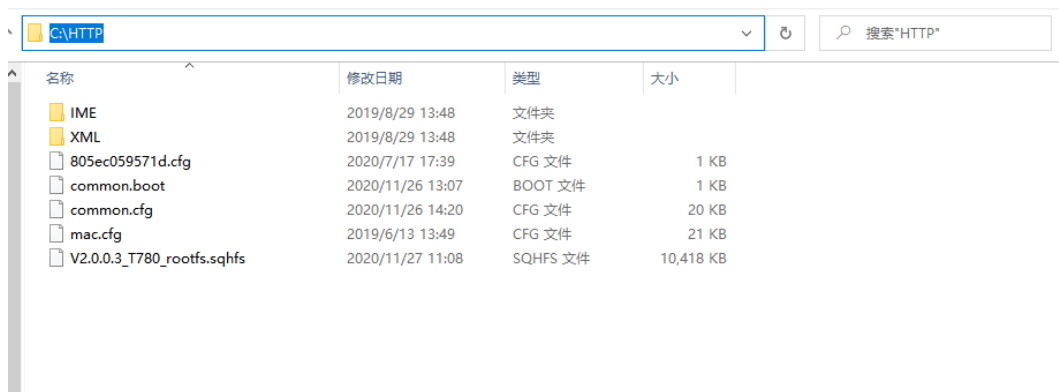 C:\HTTP
搜索"HTTP"
名称 修改日期 类型 大小
IME 2019/8/29 13:48 文件夹
XML 2019/8/29 13:48 文件夹
805ec059571d.cfg 2020/7/17 17:39 CFG 文件 1 KB
common.boot 2020/11/26 13:07 BOOT 文件 1 KB
common.cfg 2020/11/26 14:20 CFG 文件 20 KB
mac.cfg 2019/6/13 13:49 CFG 文件 21 KB
V2.0.0.3_T780_rootfs.sqhfs 2020/11/27 11:08 SQHFS 文件 10,418 KB